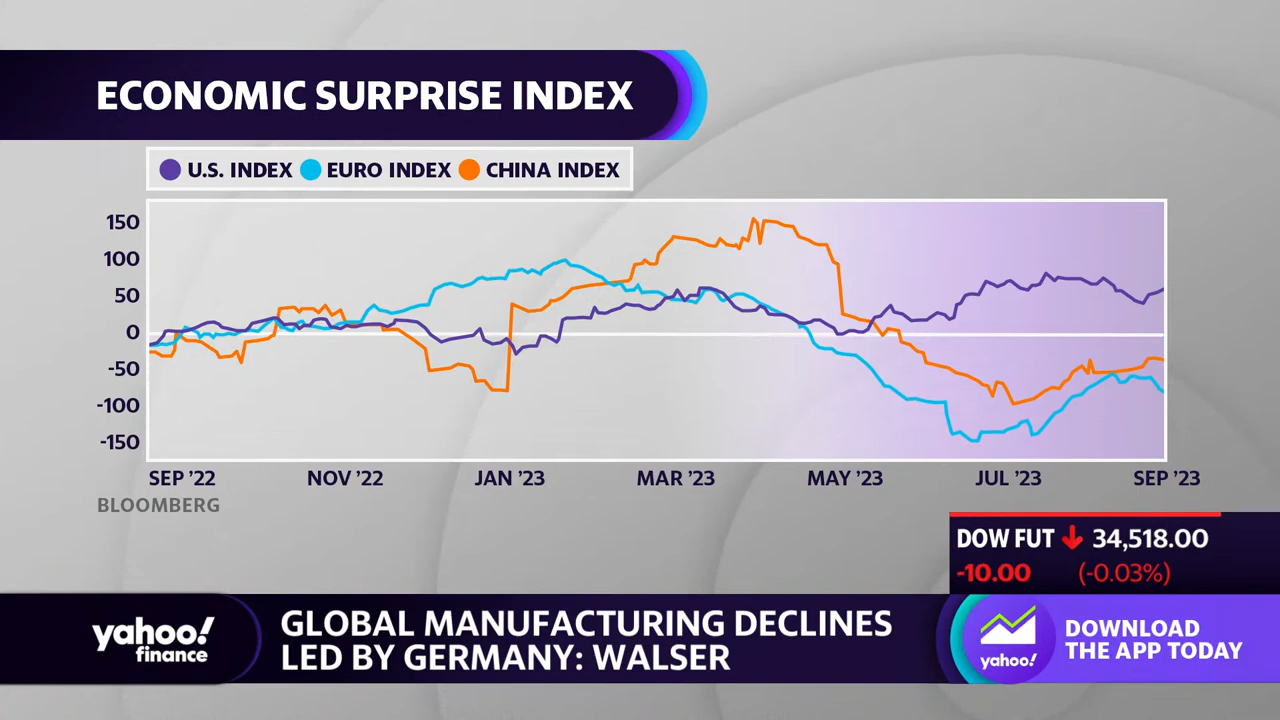 ECONOMIC SURPRISE INDEX
U.S. INDEX EURO INDEX CHINA INDEX
150
100
50
0
-50
-100
-150
SEP '22 NOV '22 JAN '23 MAR '23 MAY '23 JUL '23 SEP '23
BLOOMBERG
DOW FUT 34,518.00
-10.00 (-0.03%)
yahoo!
finance
GLOBAL MANUFACTURING DECLINES
LED BY GERMANY: WALSER
yahoo!
DOWNLOAD
THE APP TODAY